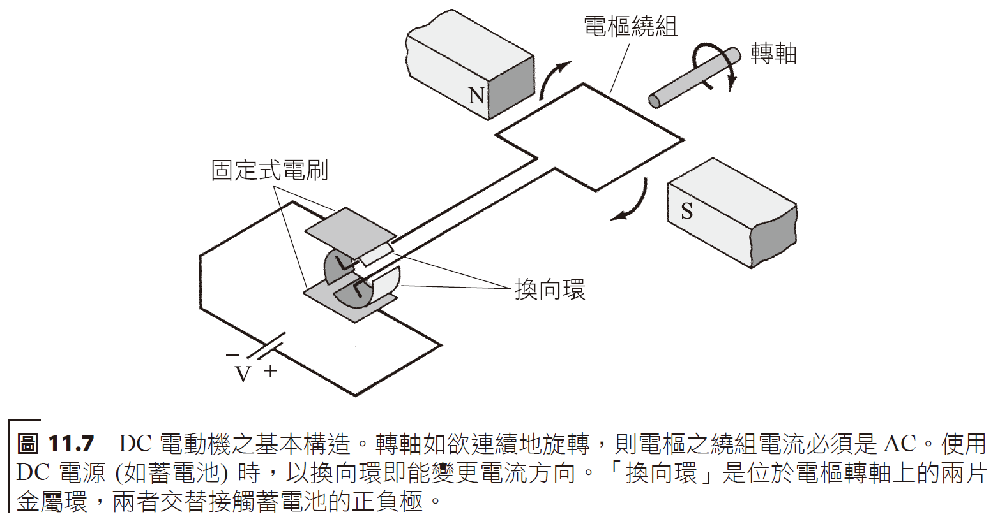 電樞繞組
轉軸
N
固定式電刷
S
換向環
−
V +
圖 11.7 DC 電動機之基本構造。轉軸如欲連續地旋轉，則電樞之繞組電流必須是 AC。使用
DC 電源 (如蓄電池) 時，以換向環即能變更電流方向。「換向環」是位於電樞轉軸上的兩片
金屬環，兩者交替接觸蓄電池的正負極。